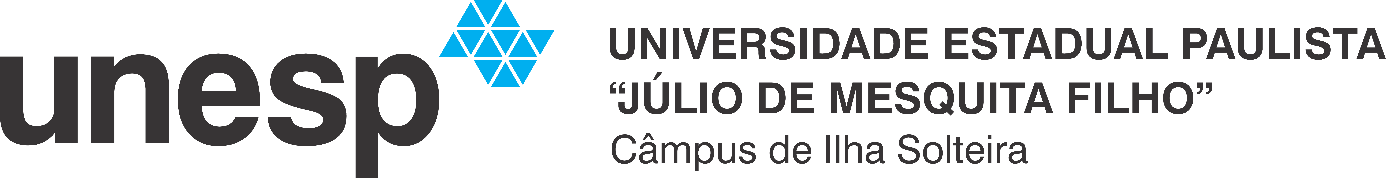 unesp
UNIVERSIDADE ESTADUAL PAULISTA
“JÚLIO DE MESQUITA FILHO”
Câmpus de Ilha Solteira